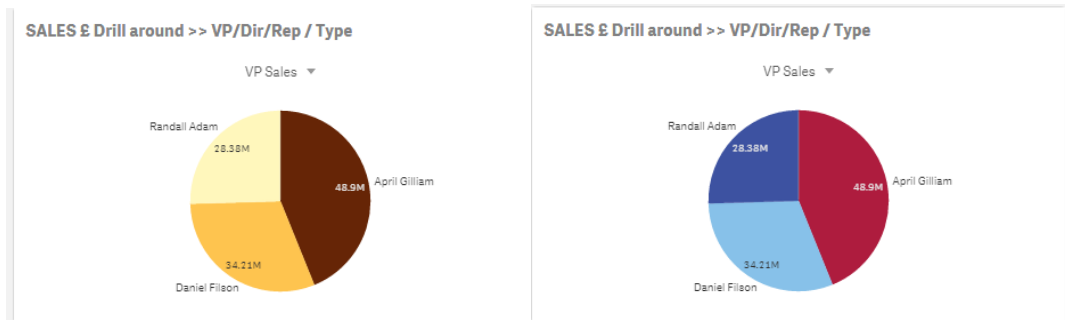 SALES £ Drill around >> VP/Dir/Rep / Type
VP Sales
Randall Adam
28.38M
48.9M
April Gilliam
34.21M
Daniel Filson
SALES £ Drill around >> VP/Dir/Rep / Type
VP Sales
Randall Adam
28.38M
48.9M
April Gilliam
34.21M
Daniel Filson